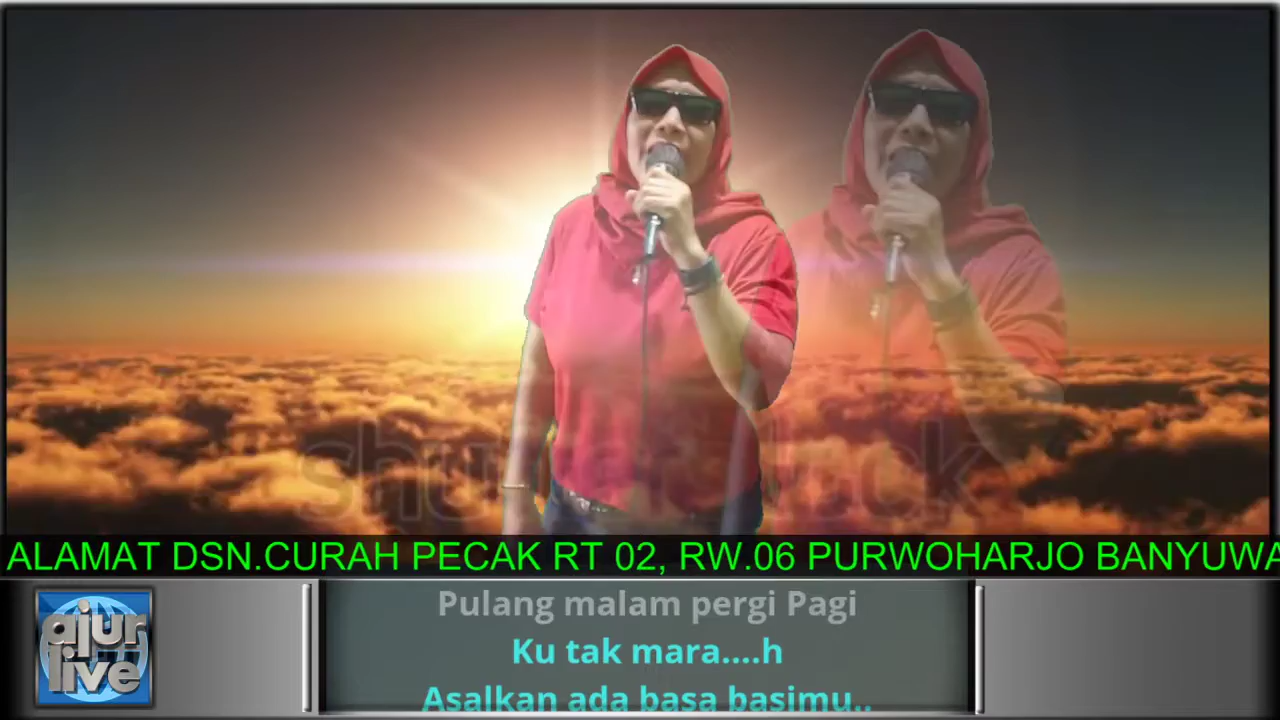 shutterstock
ALAMAT DSN.CURAH PECAK RT 02, RW.06 PURWOHARJO BANYUWA
ajur
live
Pulang malam pergi Pagi
Ku tak mara....h
Asalkan ada basa basimu..